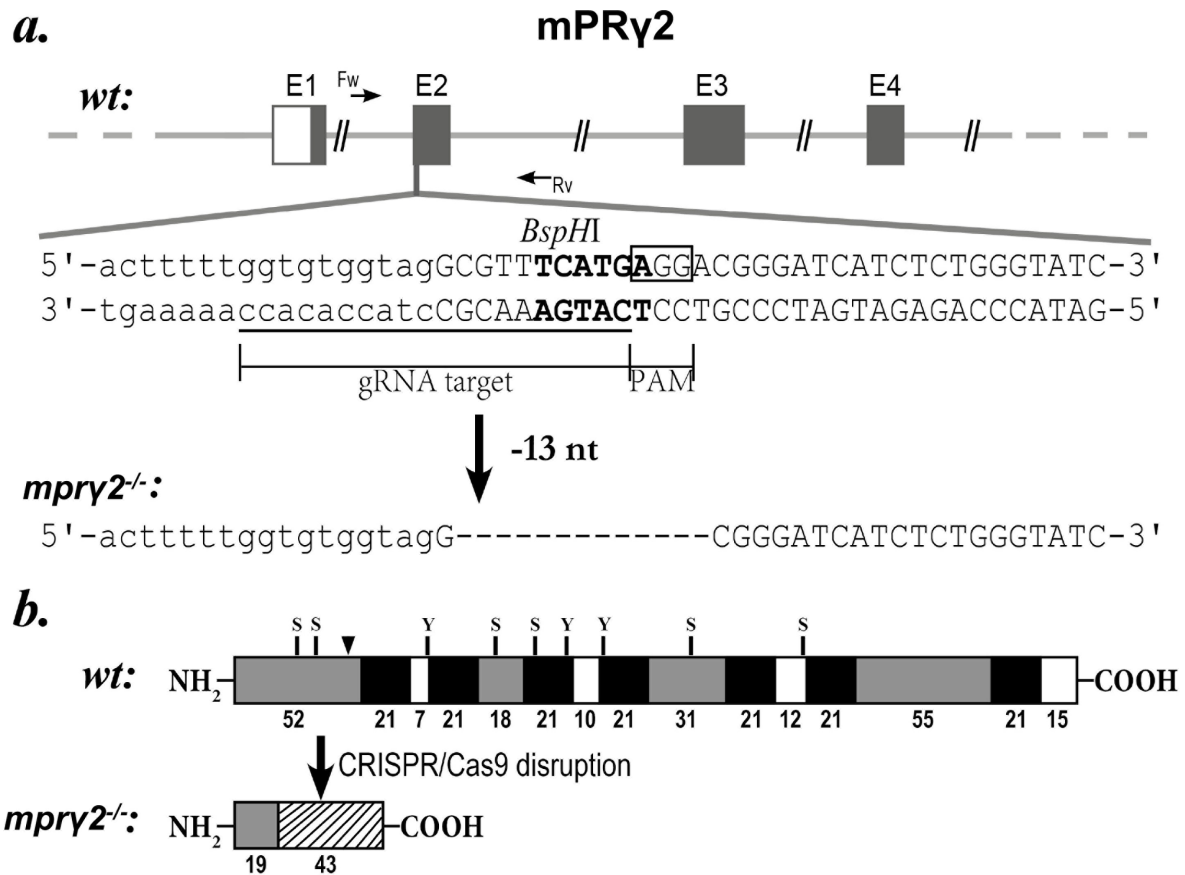 a.
mPRγ2
wt:
E1 Fw E2 E3 E4
Rv
BspHI
5'-actttttggtgtggtagGCGTTTCATGAGGACGGGATCATCTCTGGGTATC-3'
3'-tgaaaaaccacaccatcCGCAAAGTACTCCTGCCCTAGTAGAGACCCATAG-5'
gRNA target PAM
-13 nt
mprγ2-/-:
5'-actttttggtgtggtagG-------------CGGGATCATCTCTGGGTATC-3'
b.
S S Y S S Y Y S S
wt: NH2 COOH
52 21 7 21 18 21 10 21 31 21 12 21 55 21 15
CRISPR/Cas9 disruption
mprγ2-/-: NH2 COOH
19 43